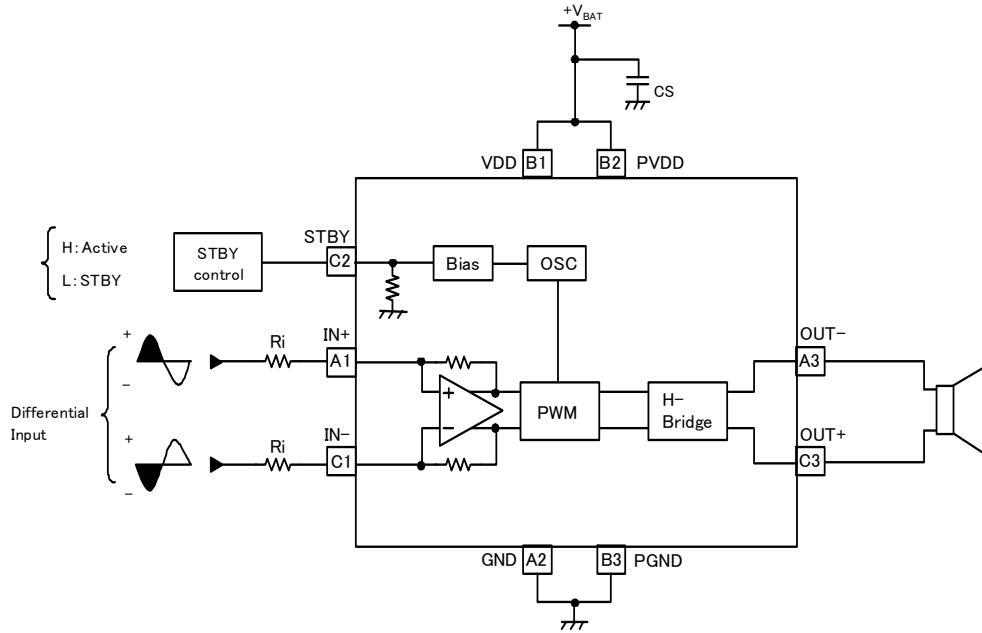 +VBAT
CS
VDD B1
B2 PVDD
H:Active
L:STBY
STBY
control
STBY
C2
Bias
OSC
+
−
Ri
IN+
A1
OUT−
A3
Differential
Input
+
−
PWM
H-
Bridge
+
−
Ri
IN−
C1
OUT+
C3
GND A2
B3 PGND